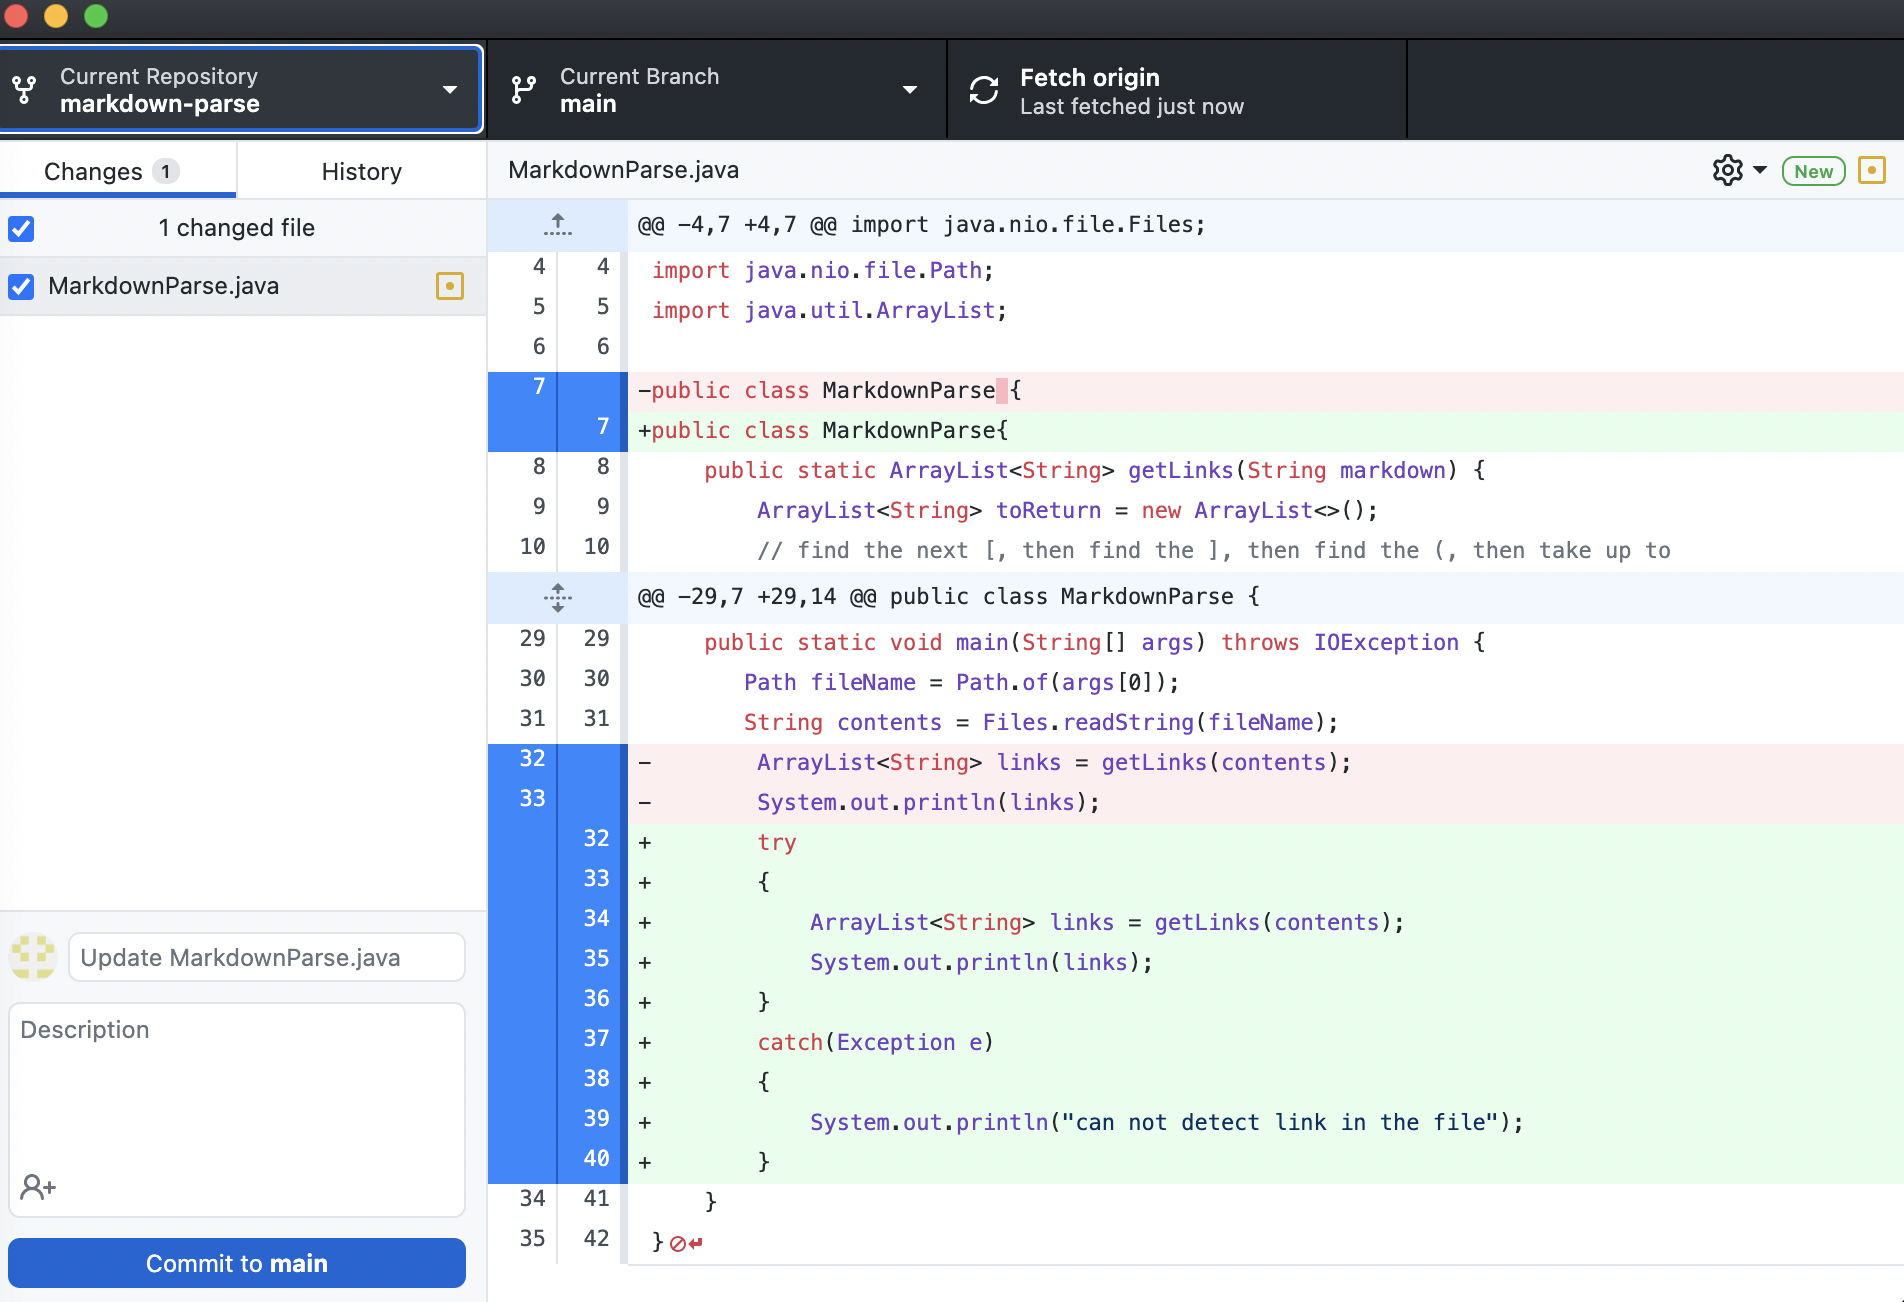 Current Repository
markdown-parse
Current Branch
main
Fetch origin
Last fetched just now
Changes 1
History
1 changed file
MarkdownParse.java
Update MarkdownParse.java
Description
Commit to main
MarkdownParse.java
New
@@ -4,7 +4,7 @@ import java.nio.file.Files;
4 4 import java.nio.file.Path;
5 5 import java.util.ArrayList;
6 6
7 -public class MarkdownParse {
7 +public class MarkdownParse{
8 8 public static ArrayList<String> getLinks(String markdown) {
9 9 ArrayList<String> toReturn = new ArrayList<>();
10 10 // find the next [, then find the ], then find the (, then take up to
@@ -29,7 +29,14 @@ public class MarkdownParse {
29 29 public static void main(String[] args) throws IOException {
30 30 Path fileName = Path.of(args[0]);
31 31 String contents = Files.readString(fileName);
32 - ArrayList<String> links = getLinks(contents);
33 - System.out.println(links);
32 + try
33 + {
34 + ArrayList<String> links = getLinks(contents);
35 + System.out.println(links);
36 + }
37 + catch(Exception e)
38 + {
39 + System.out.println("can not detect link in the file");
40 + }
34 41 }
35 42 }